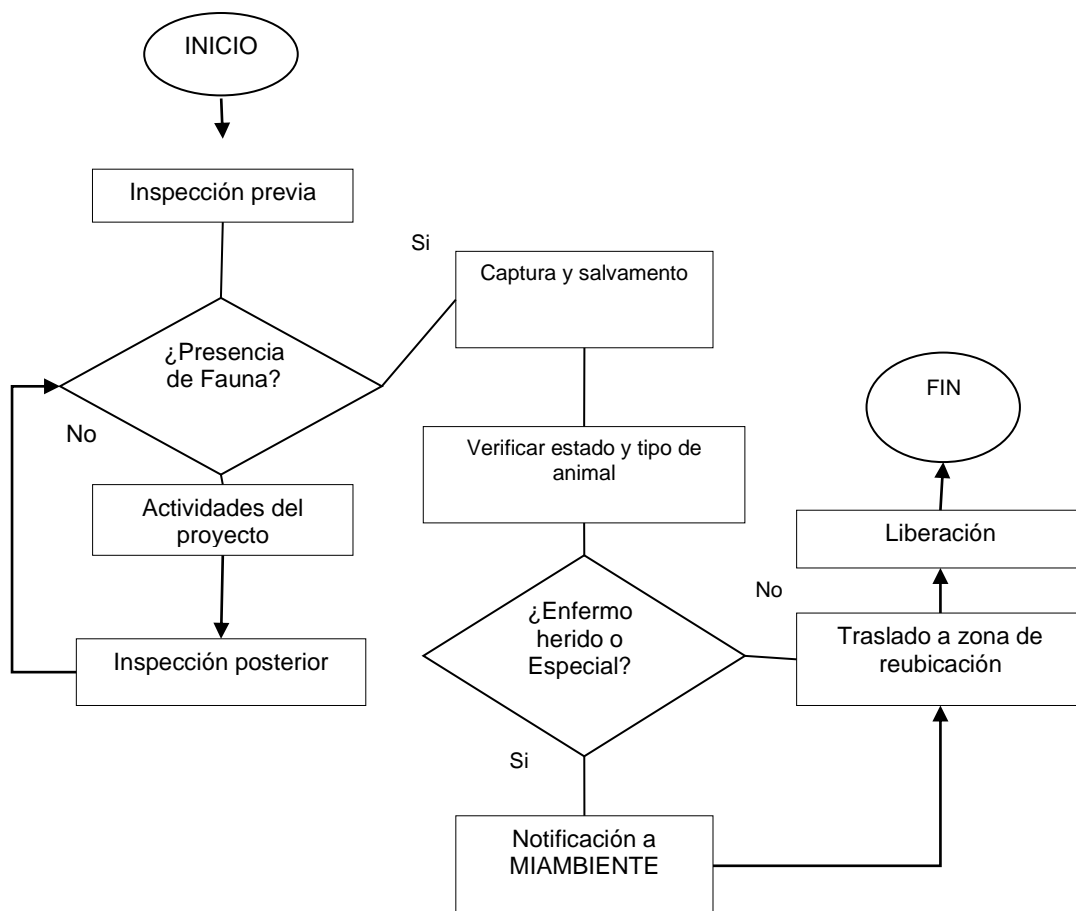 INICIO
Inspección previa
Si
Captura y salvamento
¿Presencia
de Fauna?
No
FIN
Verificar estado y tipo de
animal
Actividades del
proyecto
Liberación
No
¿Enfermo
herido o
Especial?
Traslado a zona de
reubicación
Inspección posterior
Si
Notificación a
MIAMBIENTE